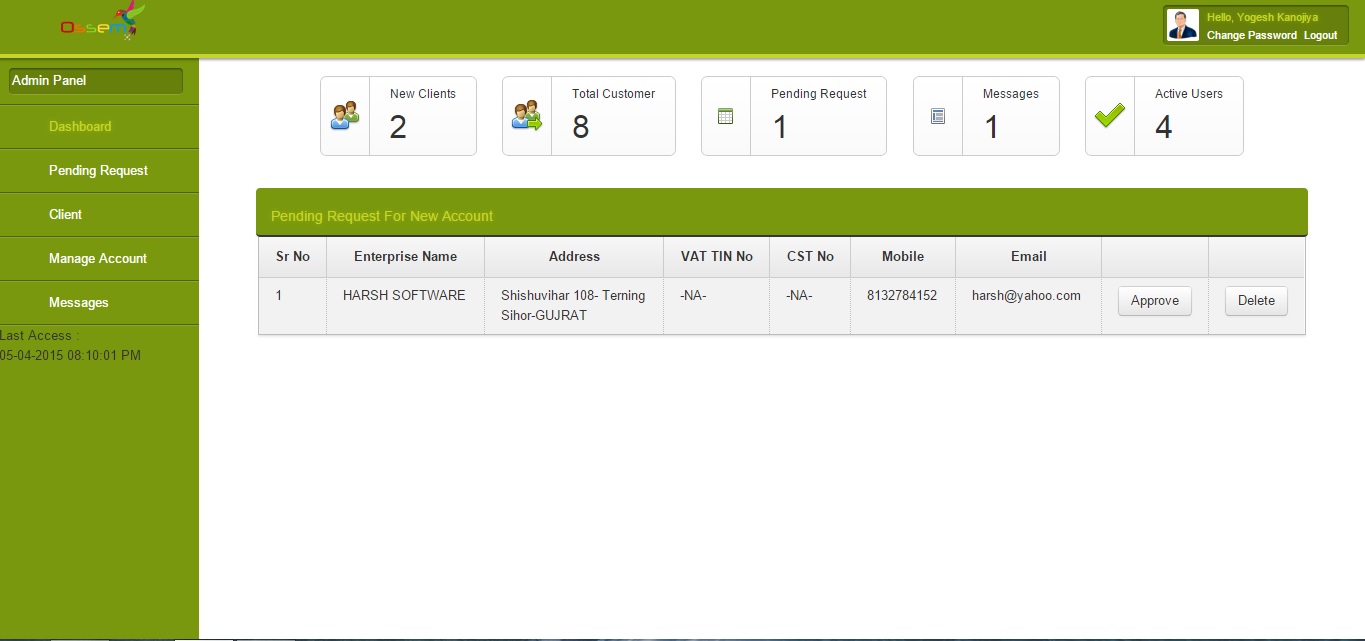 Ossem
Hello, Yogesh Kanojiya
Change Password Logout
Admin Panel
Dashboard
Pending Request
Client
Manage Account
Messages
Last Access :
05-04-2015 08:10:01 PM
New Clients
2
Total Customer
8
Pending Request
1
Messages
1
Active Users
4
Pending Request For New Account
Sr No Enterprise Name Address VAT TIN No CST No Mobile Email
1 HARSH SOFTWARE Shishuvihar 108- Terning -NA- -NA- 8132784152 harsh@yahoo.com Approve Delete
Sihor-GUJRAT